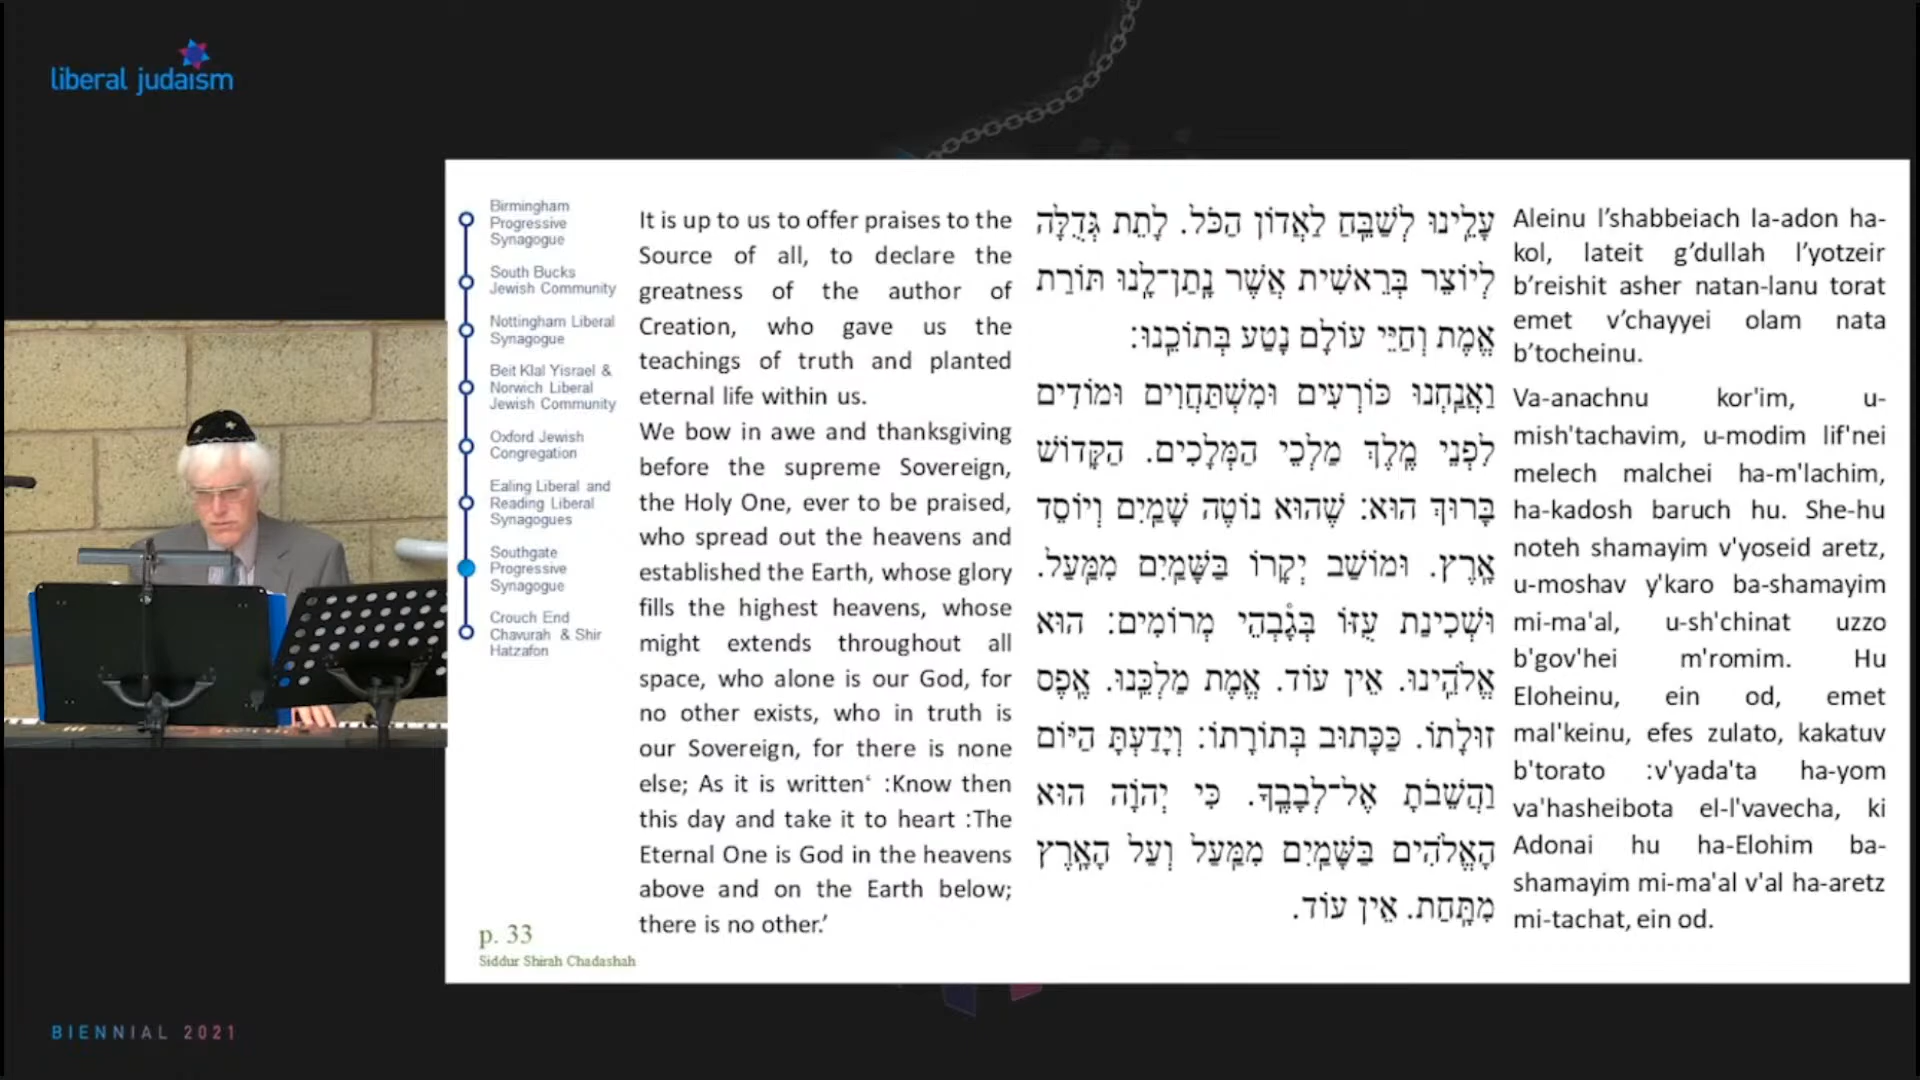 liberal judaism
Birmingham
Progressive
Synagogue
South Bucks
Jewish Community
Nottingham Liberal
Synagogue
Beit Klal Yisrael &
Norwich Liberal
Jewish Community
Oxford Jewish
Congregation
Ealing Liberal and
Reading Liberal
Synagogues
Southgate
Progressive
Synagogue
Crouch End
Chavurah & Shir
Hatzafon
p. 33
Siddur Shirah Chadashah
It is up to us to offer praises to the
Source of all, to declare the
greatness of the author of
Creation, who gave us the
teachings of truth and planted
eternal life within us.
We bow in awe and thanksgiving
before the supreme Sovereign,
the Holy One, ever to be praised,
who spread out the heavens and
established the Earth, whose glory
fills the highest heavens, whose
might extends throughout all
space, who alone is our God, for
no other exists, who in truth is
our Sovereign, for there is none
else; As it is written‘ :Know then
this day and take it to heart :The
Eternal One is God in the heavens
above and on the Earth below;
there is no other.’
עָלֵֽינוּ לְשַׁבֵּֽחַ לַאֲדוֹן הַכֹּל. לָתֵת גְּדֻלָּה
לְיוֹצֵר בְּרֵאשִׁית אֲשֶׁר נָֽתַן־לָֽנוּ תּוֹרַת
אֱמֶת וְחַיֵּי עוֹלָם נָטַע בְּתוֹכֵֽנוּ:
וַאֲנַֽחְנוּ כּוֹרְעִים וּמִשְׁתַּחֲוִים וּמוֹדִים
לִפְנֵי מֶֽלֶךְ מַלְכֵי הַמְּלָכִים. הַקָּדוֹשׁ
בָּרוּךְ הוּא: שֶׁהוּא נוֹטֶה שָׁמַֽיִם וְיוֹסֵד
אָֽרֶץ. וּמוֹשַׁב יְקָרוֹ בַּשָּׁמַֽיִם מִמַּֽעַל.
וּשְׁכִינַת עֻזּוֹ בְּגׇבְהֵי מְרוֹמִים: הוּא
אֱלֹהֵֽינוּ. אֵין עוֹד. אֱמֶת מַלְכֵּֽנוּ. אֶֽפֶס
זוּלָתוֹ. כַּכָּתוּב בְּתוֹרָתוֹ: וְיָדַעְתָּ הַיּוֹם
וַהֲשֵׁבֹתָ אֶל־לְבָבֶֽךָ. כִּי יְהֹוָה הוּא
הָאֱלֹהִים בַּשָּׁמַֽיִם מִמַּֽעַל וְעַל הָאָֽרֶץ
מִתָּֽחַת. אֵין עוֹד.
Aleinu l’shabbeiach la-adon ha-
kol, lateit g’dullah l’yotzeir
b’reishit asher natan-lanu torat
emet v’chayyei olam nata
b’tocheinu.
Va-anachnu kor'im, u-
mish'tachavim, u-modim lif'nei
melech malchei ha-m'lachim,
ha-kadosh baruch hu. She-hu
noteh shamayim v'yoseid aretz,
u-moshav y'karo ba-shamayim
mi-ma'al, u-sh'chinat uzzo
b'gov'hei m'romim. Hu
Eloheinu, ein od, emet
mal'keinu, efes zulato, kakatuv
b'torato :v'yada'ta ha-yom
va'hasheibota el-l'vavecha, ki
Adonai hu ha-Elohim ba-
shamayim mi-ma'al v'al ha-aretz
mi-tachat, ein od.
BIENNIAL 2021